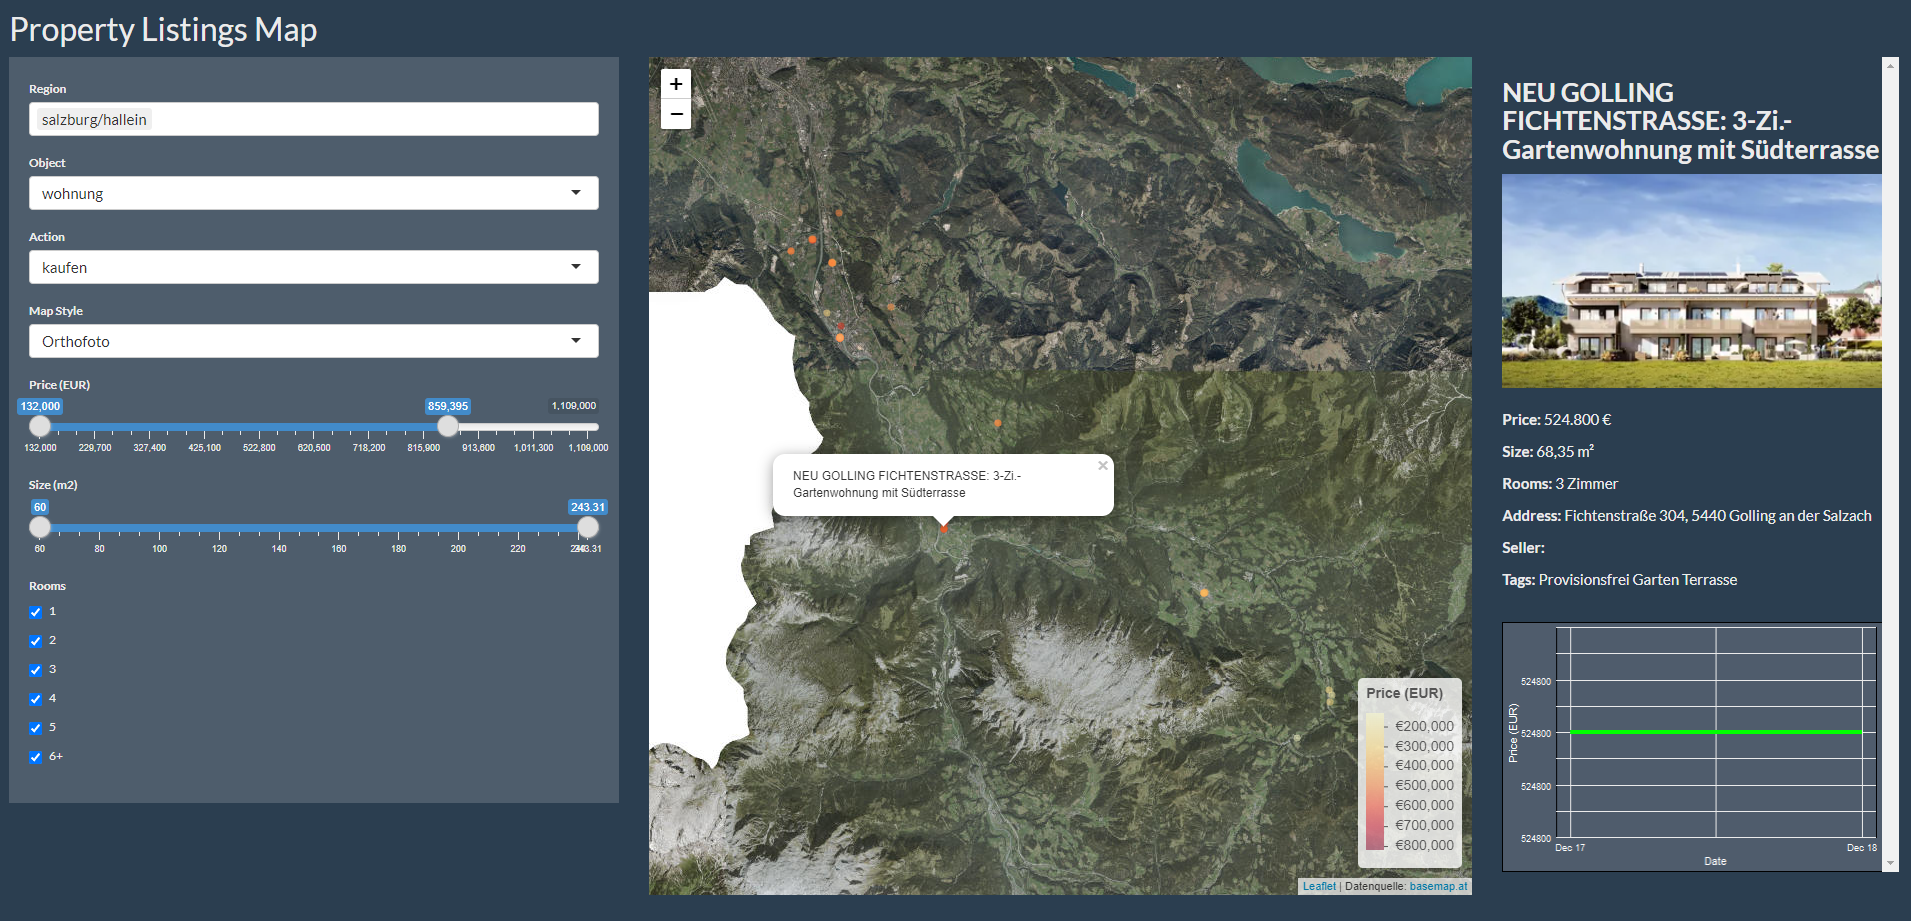 Property Listings Map
Region
salzburg/hallein
Object
wohnung
Action
kaufen
Map Style
Orthofoto
Price (EUR)
132,000 859,395 1,109,000
132,000 229,700 327,400 425,100 522,800 620,500 718,200 815,900 913,600 1,011,300 1,109,000
Size (m2)
60 243.31
60 80 100 120 140 160 180 200 220 243.31
Rooms
1
2
3
4
5
6+
+
−
NEU GOLLING FICHTENSTRASSE: 3-Zi.-
Gartenwohnung mit Südterrasse
×
Price (EUR)
€200,000
€300,000
€400,000
€500,000
€600,000
€700,000
€800,000
Leaflet | Datenquelle: basemap.at
NEU GOLLING
FICHTENSTRASSE: 3-Zi.-
Gartenwohnung mit Südterrasse
Price: 524.800 €
Size: 68,35 m²
Rooms: 3 Zimmer
Address: Fichtenstraße 304, 5440 Golling an der Salzach
Seller:
Tags: Provisionsfrei Garten Terrasse
Price (EUR)
524800
524800
524800
524800
Dec 17 Dec 18
Date